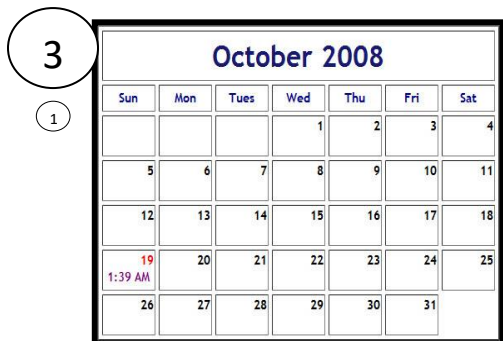 3
1
October 2008
Sun Mon Tues Wed Thu Fri Sat
1 2 3 4
5 6 7 8 9 10 11
12 13 14 15 16 17 18
19 20 21 22 23 24 25
1:39 AM
26 27 28 29 30 31